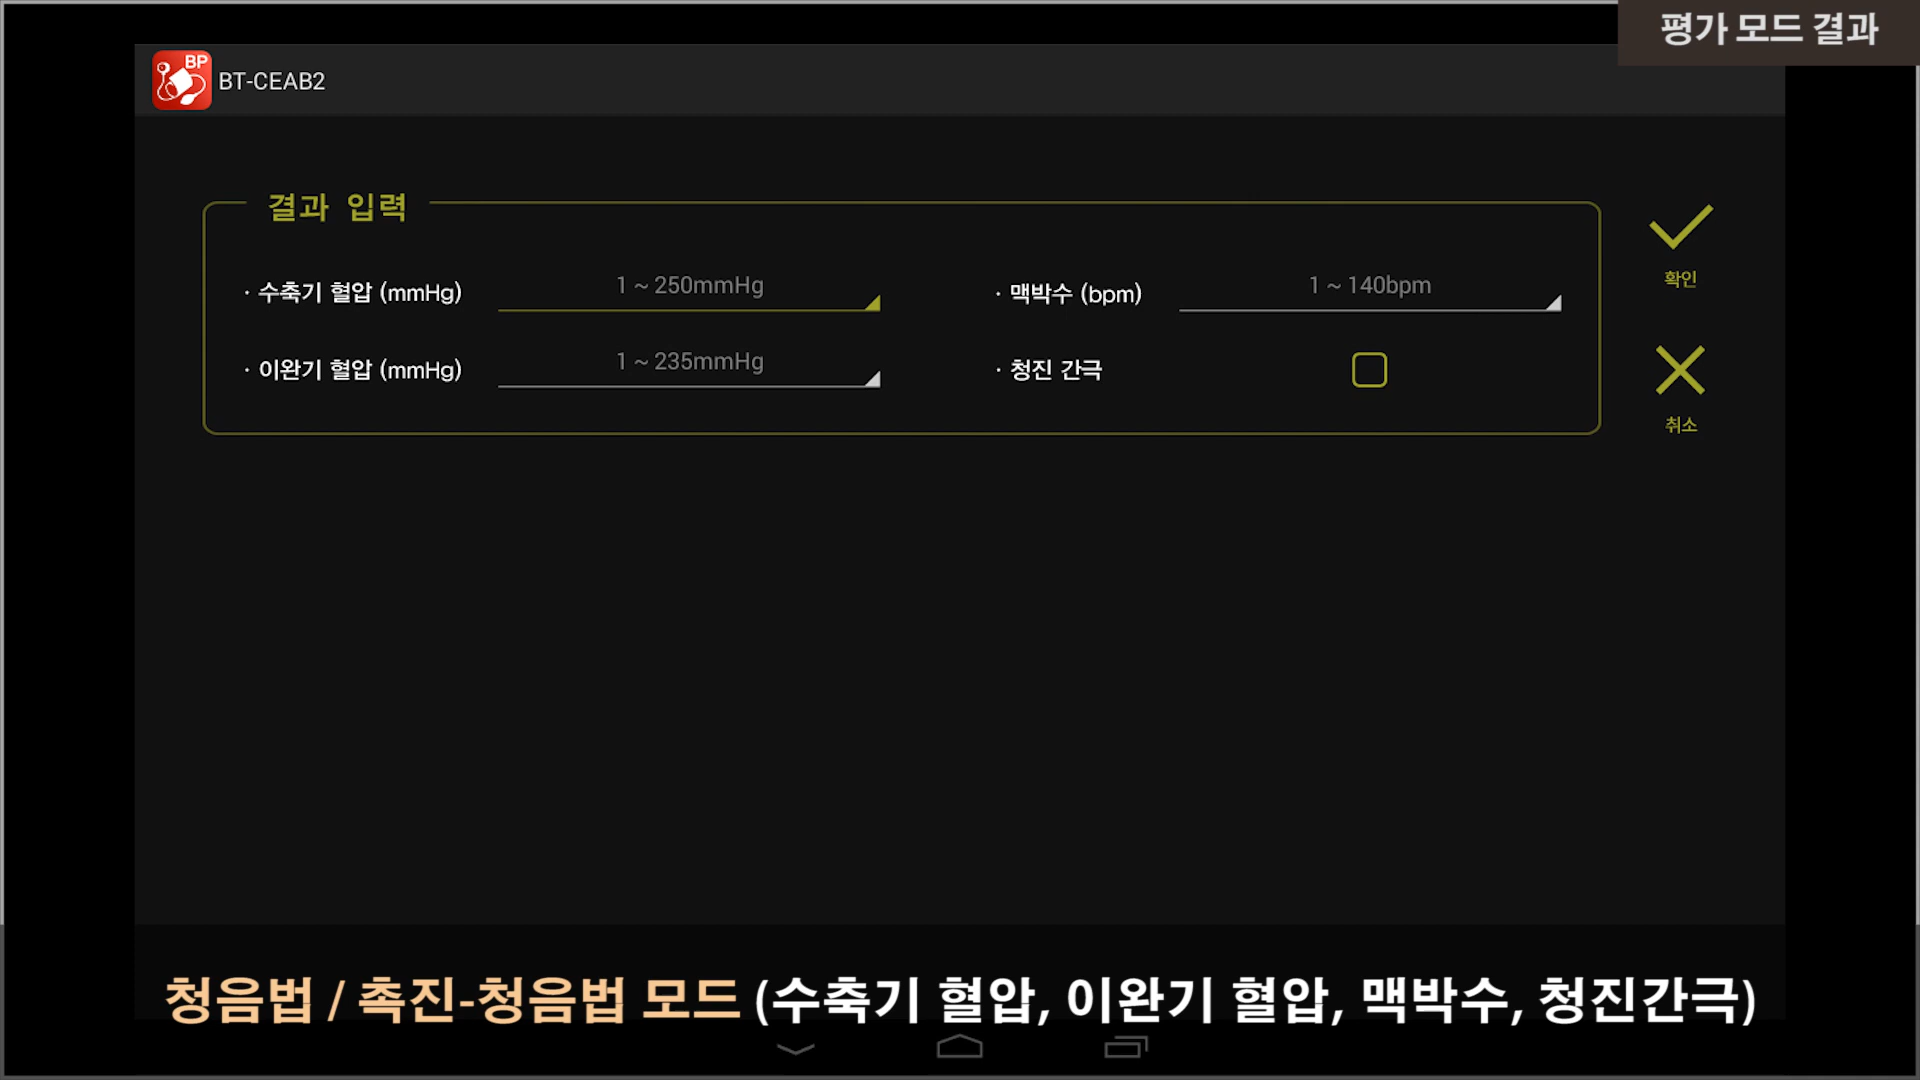 평가 모드 결과
BP
BT-CEAB2
결과 입력
· 수축기 혈압 (mmHg)
1 ~ 250mmHg
· 맥박수 (bpm)
1 ~ 140bpm
확인
· 이완기 혈압 (mmHg)
1 ~ 235mmHg
· 청진 간극
취소
청음법 / 촉진-청음법 모드 (수축기 혈압, 이완기 혈압, 맥박수, 청진간극)